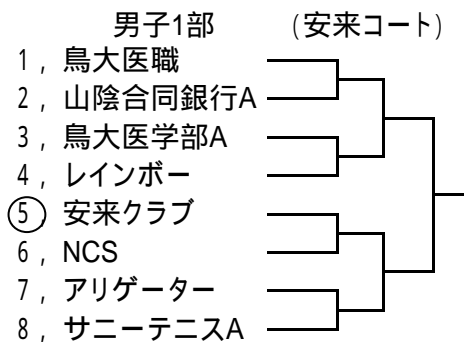 男子1部　(安来コート)
1，鳥大医職
2，山陰合同銀行A
3，鳥大医学部A
4，レインボー
⑤　安来クラブ
6，NCS
7，アリゲーター
8，サニーテニスA